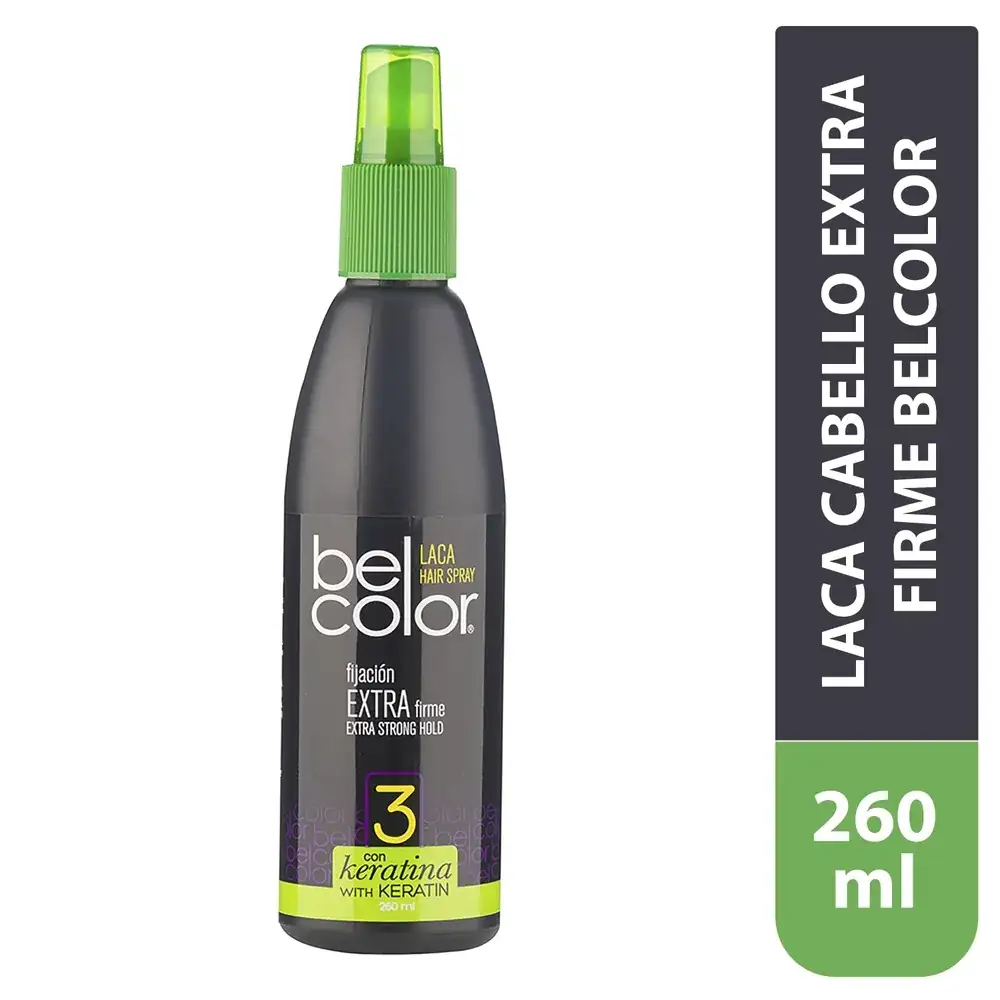 bel
color®
LACA
HAIR SPRAY
fijación
EXTRA firme
EXTRA STRONG HOLD
3
con
keratina
WITH KERATIN
260 ml
LACA CABELLO EXTRA
FIRME BELCOLOR
260
ml